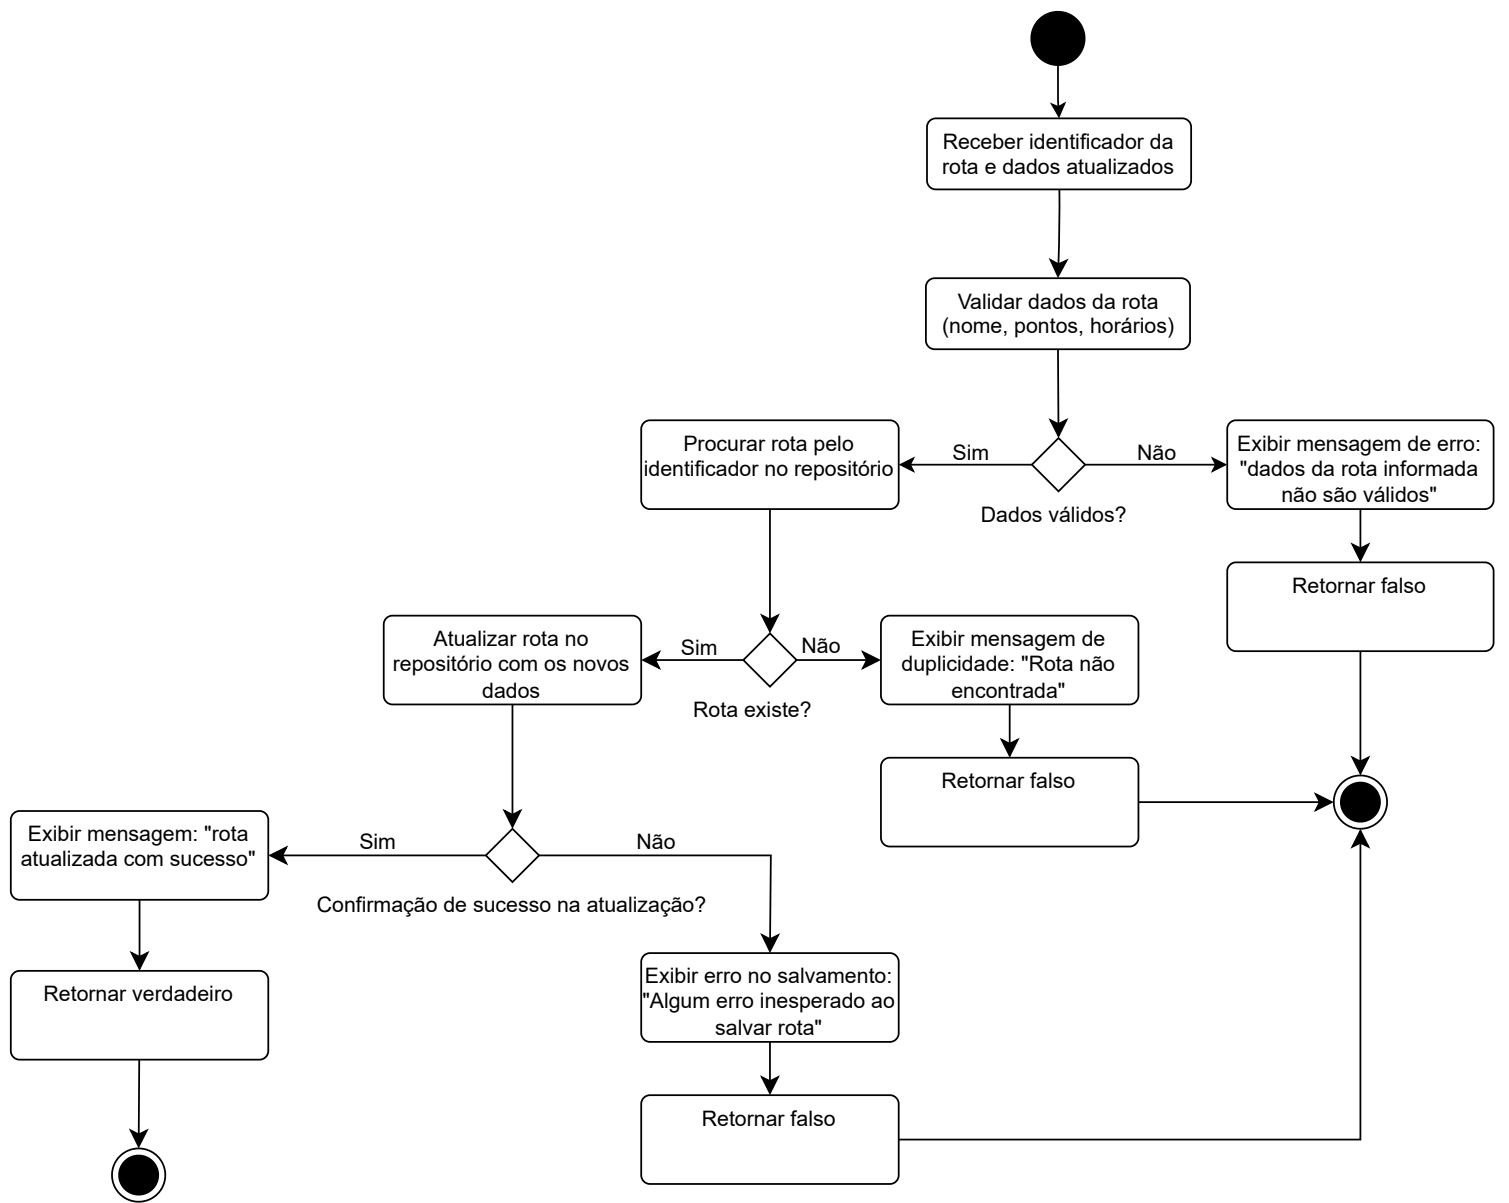 Receber identificador da
rota e dados atualizados
Validar dados da rota
(nome, pontos, horários)
Procurar rota pelo
identificador no repositório
Sim
Não
Dados válidos?
Exibir mensagem de erro:
"dados da rota informada
não são válidos"
Retornar falso
Atualizar rota no
repositório com os novos
dados
Sim
Não
Rota existe?
Exibir mensagem de
duplicidade: "Rota não
encontrada"
Retornar falso
Exibir mensagem: "rota
atualizada com sucesso"
Sim
Não
Confirmação de sucesso na atualização?
Retornar verdadeiro
Exibir erro no salvamento:
"Algum erro inesperado ao
salvar rota"
Retornar falso